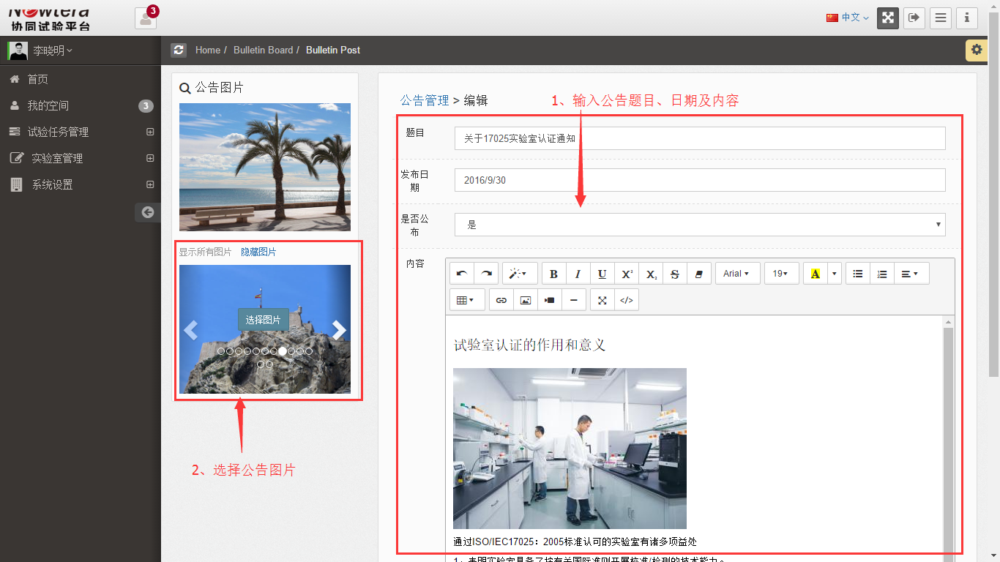 Newtera
协同试验平台
3
中文
李晓明
Home / Bulletin Board / Bulletin Post
首页
我的空间
3
试验任务管理
实验室管理
系统设置
公告图片
显示所有图片 隐藏图片
选择图片
2、选择公告图片
公告管理 > 编辑
1、输入公告题目、日期及内容
题目
关于17025实验室认证通知
发布日
期
2016/9/30
是否公
布
是
内容
B I U X² X₂ S Arial 19 A
</>
试验室认证的作用和意义
通过ISO/IEC17025：2005标准认可的实验室有诸多项益处
1、表明实验室具备了按有关国际准则开展校准/检测的技术能力。